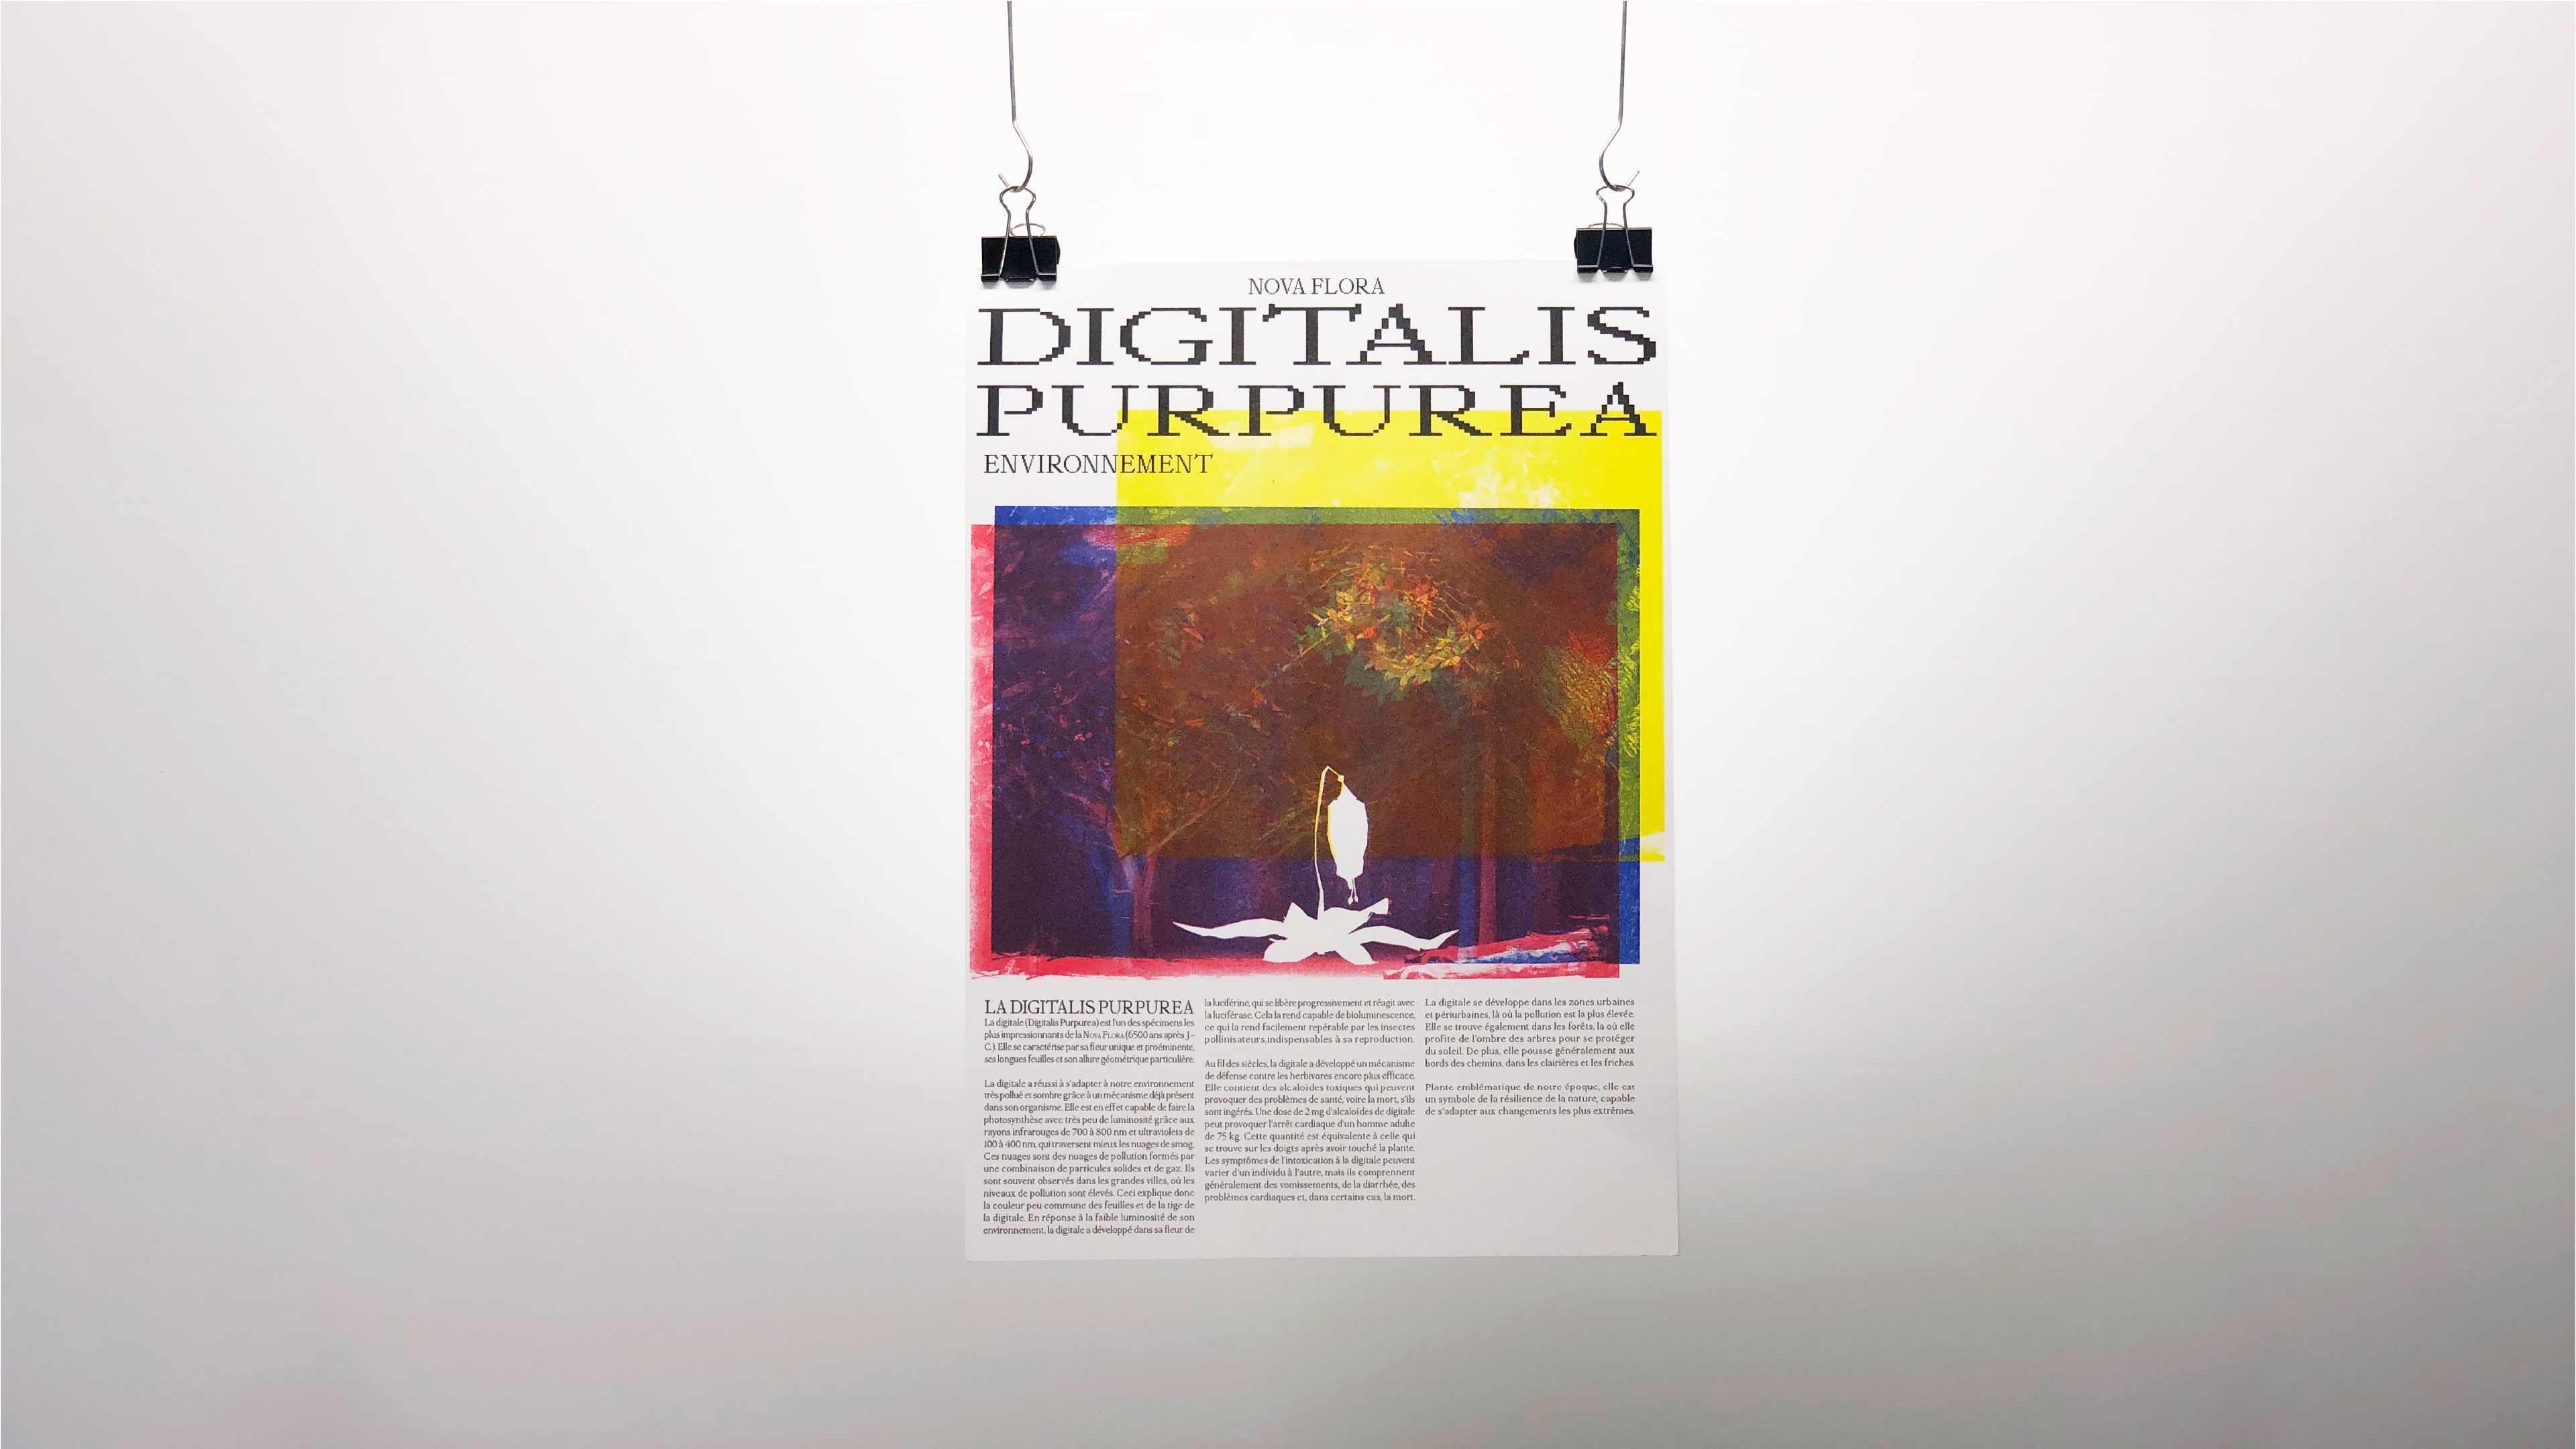 NOVA FLORA
DIGITALIS
PURPUREA
ENVIRONNEMENT
LA DIGITALIS PURPUREA
La digitale (Digitalis Purpurea) est l'un des spécimens les
plus impressionnants de la NOVA FLORA (6500 ans après J.-
C.). Elle se caractérise par sa fleur unique et proéminente,
ses longues feuilles et son allure géométrique particulière.
La digitale a réussi à s'adapter à notre environnement
très pollué et sombre grâce à un mécanisme déjà présent
dans son organisme. Elle est en effet capable de faire la
photosynthèse avec très peu de luminosité grâce aux
rayons infrarouges de 700 à 800 nm et ultraviolets de
100 à 400 nm, qui traversent mieux les nuages de smog.
Ces nuages sont des nuages de pollution formés par
une combinaison de particules solides et de gaz. Ils
sont souvent observés dans les grandes villes, où les
niveaux de pollution sont élevés. Ceci explique donc
la couleur peu commune des feuilles et de la tige de
la digitale. En réponse à la faible luminosité de son
environnement, la digitale a développé dans sa fleur de
la luciférine, qui se libère progressivement et réagit avec
la luciférase. Cela la rend capable de bioluminescence,
ce qui la rend facilement repérable par les insectes
pollinisateurs,indispensables à sa reproduction.
Au fil des siècles, la digitale a développé un mécanisme
de défense contre les herbivores encore plus efficace.
Elle contient des alcaloïdes toxiques qui peuvent
provoquer des problèmes de santé, voire la mort, s'ils
sont ingérés. Une dose de 2 mg d'alcaloïdes de digitale
peut provoquer l'arrêt cardiaque d'un homme adulte
de 75 kg. Cette quantité est équivalente à celle qui
se trouve sur les doigts après avoir touché la plante.
Les symptômes de l'intoxication à la digitale peuvent
varier d'un individu à l'autre, mais ils comprennent
généralement des vomissements, de la diarrhée, des
problèmes cardiaques et, dans certains cas, la mort.
La digitale se développe dans les zones urbaines
et périurbaines, là où la pollution est la plus élevée.
Elle se trouve également dans les forêts, la où elle
profite de l'ombre des arbres pour se protéger
du soleil. De plus, elle pousse généralement aux
bords des chemins, dans les clairières et les friches.
Plante emblématique de notre époque, elle est
un symbole de la résilience de la nature, capable
de s'adapter aux changements les plus extrêmes.